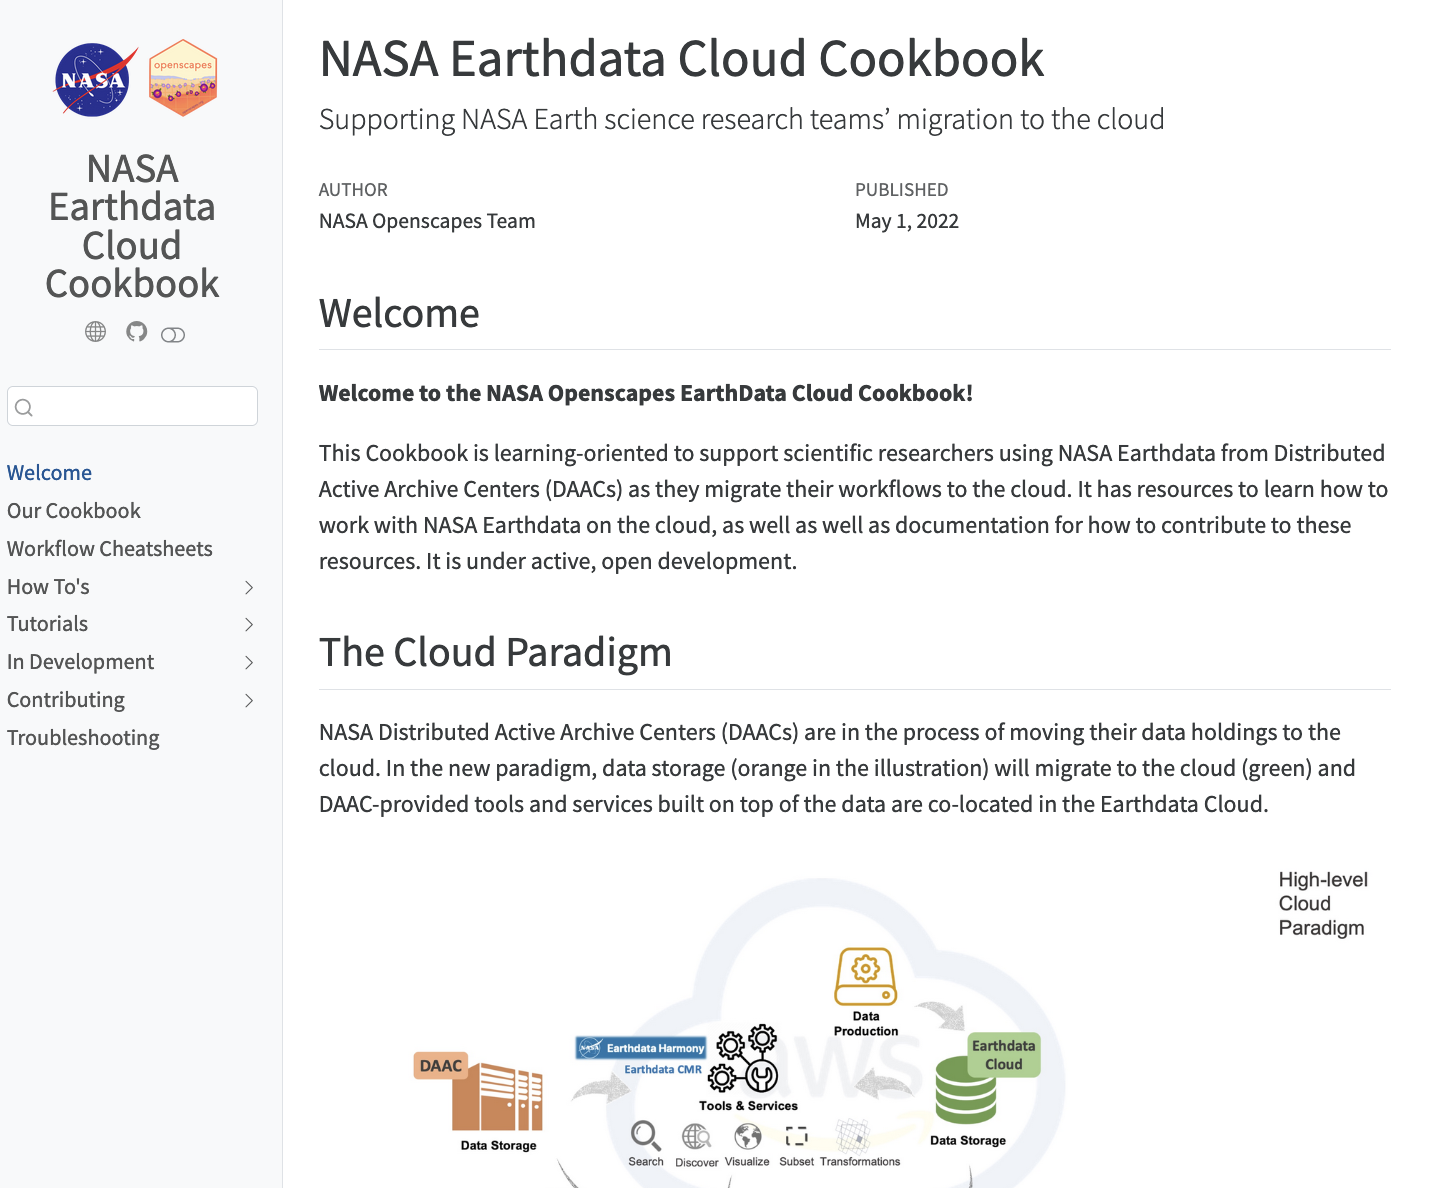 NASA
openscapes
NASA
Earthdata
Cloud
Cookbook
Welcome
Our Cookbook
Workflow Cheatsheets
How To's
Tutorials
In Development
Contributing
Troubleshooting
NASA Earthdata Cloud Cookbook
Supporting NASA Earth science research teams’ migration to the cloud
AUTHOR
PUBLISHED
NASA Openscapes Team
May 1, 2022
Welcome
Welcome to the NASA Openscapes EarthData Cloud Cookbook!
This Cookbook is learning-oriented to support scientific researchers using NASA Earthdata from Distributed
Active Archive Centers (DAACs) as they migrate their workflows to the cloud. It has resources to learn how to
work with NASA Earthdata on the cloud, as well as well as documentation for how to contribute to these
resources. It is under active, open development.
The Cloud Paradigm
NASA Distributed Active Archive Centers (DAACs) are in the process of moving their data holdings to the
cloud. In the new paradigm, data storage (orange in the illustration) will migrate to the cloud (green) and
DAAC-provided tools and services built on top of the data are co-located in the Earthdata Cloud.
High-level
Cloud
Paradigm
Data
Production
aws
NASA Earthdata Harmony
Earthdata CMR
Tools & Services
DAAC
Data Storage
Earthdata
Cloud
Data Storage
Search
Discover
Visualize
Subset
Transformations